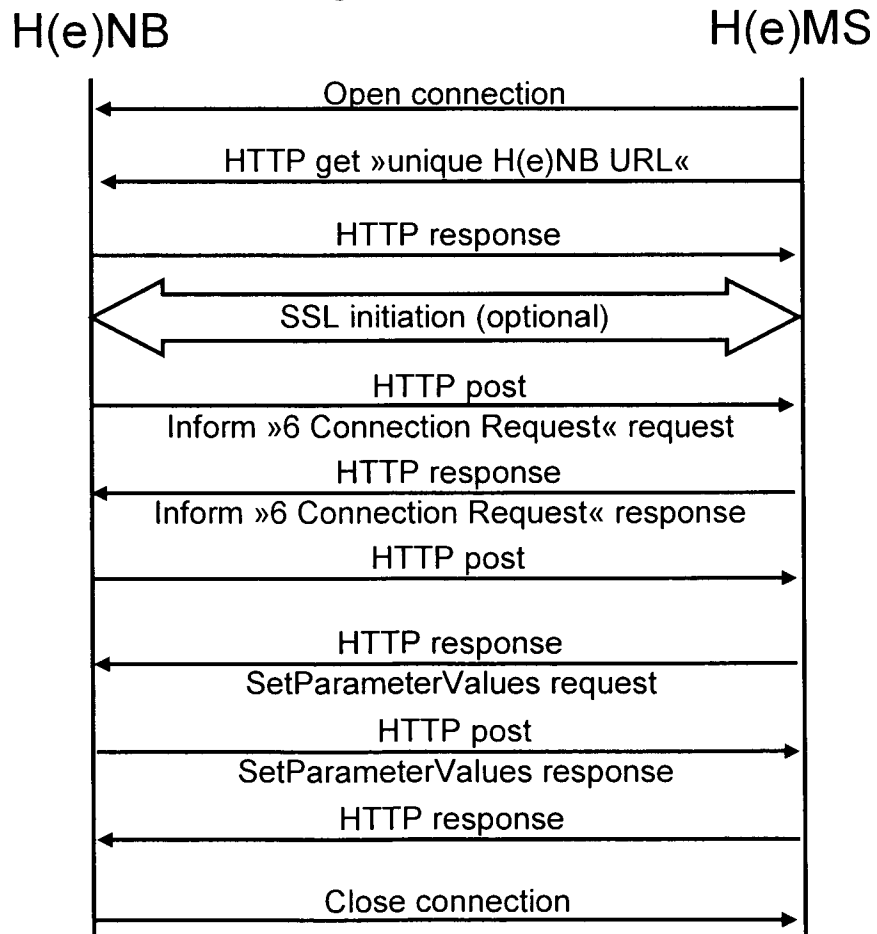 H(e)NB
H(e)MS
Open connection
HTTP get »unique H(e)NB URL«
HTTP response
SSL initiation (optional)
HTTP post
Inform »6 Connection Request« request
HTTP response
Inform »6 Connection Request« response
HTTP post
HTTP response
SetParameterValues request
HTTP post
SetParameterValues response
HTTP response
Close connection